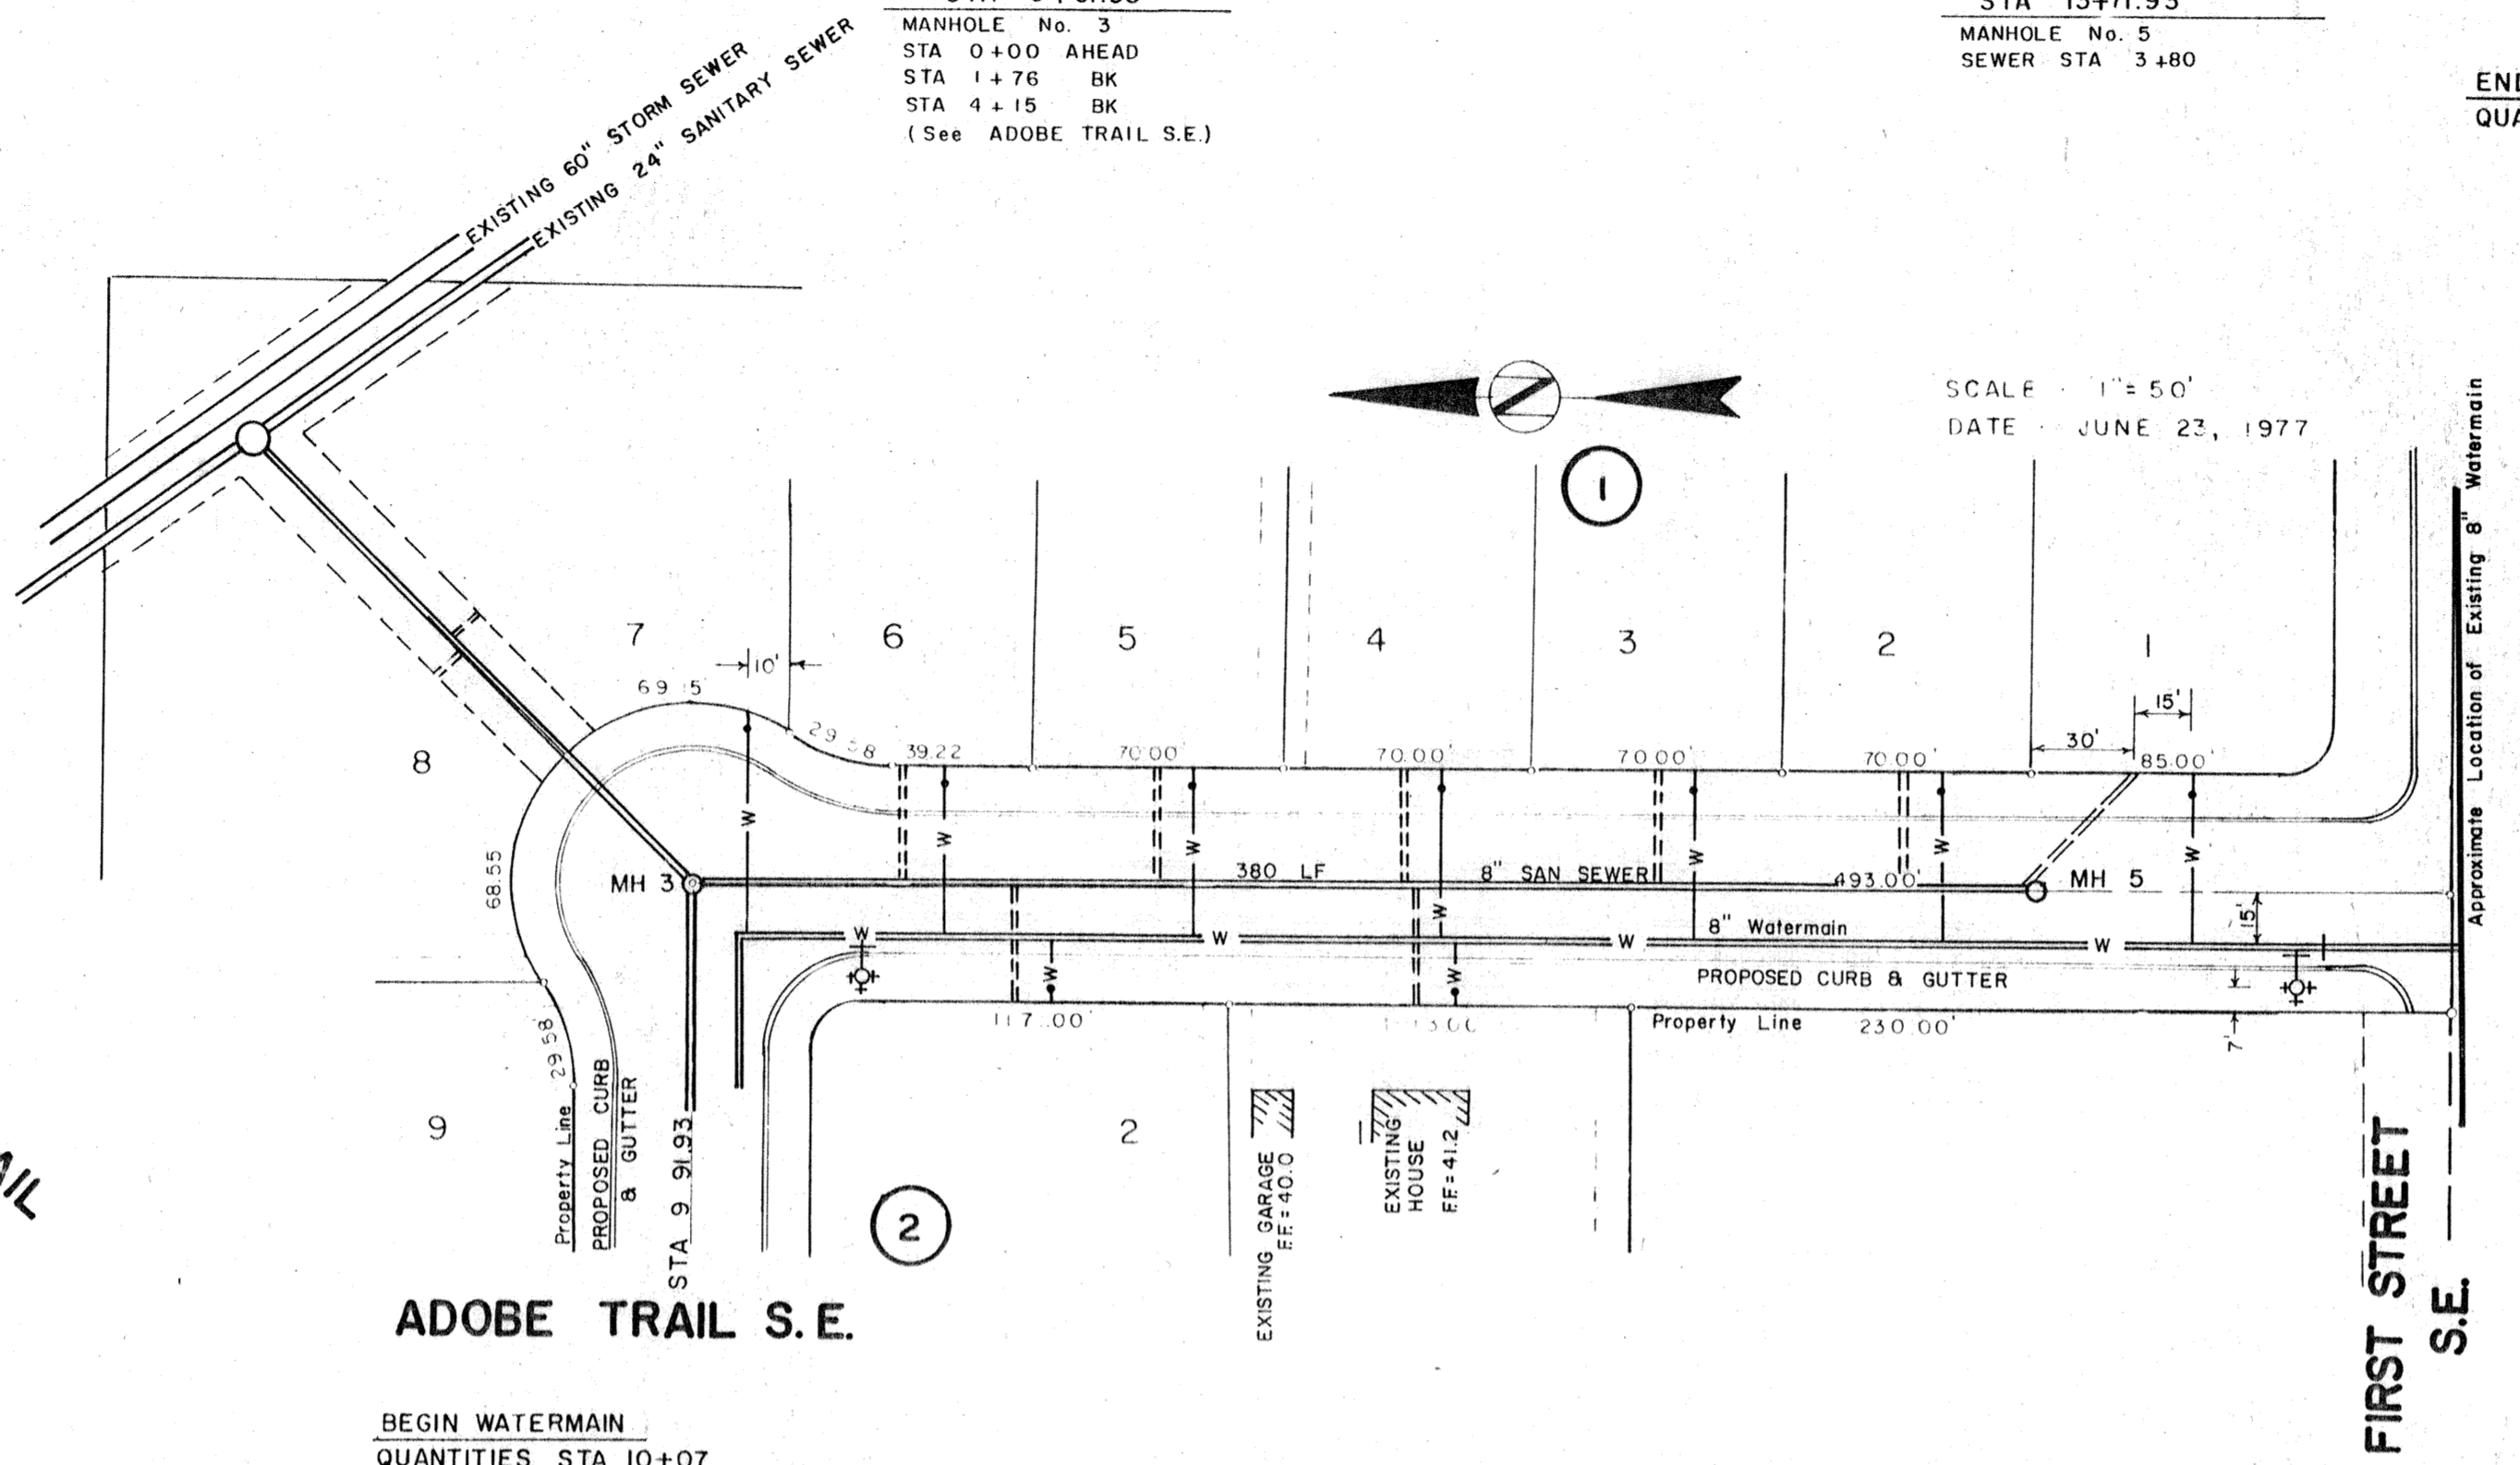 MANHOLE No. 3
STA 0+00 AHEAD
STA 1+76 BK
STA 4+15 BK
(See ADOBE TRAIL S.E.)
STA 13+71.93
MANHOLE No. 5
SEWER STA 3+80
EXISTING 60" STORM SEWER
EXISTING 24" SANITARY SEWER
SCALE 1"=50'
DATE JUNE 23, 1977
1
7
6
5
4
3
2
1
10'
69.15
29.58
39.22
70.00'
70.00'
70.00'
70.00'
30'
15'
85.00'
8
68.55
MH 3
380 LF
8" SAN SEWER
493.00'
MH 5
W
W
W
W
W
W
W
W
W
W
W
W
W
8" Watermain
15'
PROPOSED CURB & GUTTER
117.00'
Property Line
230.00'
7'
Approximate Location of Existing 8" Watermain
29.58'
9
Property Line
PROPOSED CURB
& GUTTER
STA 9 91.93
2
2
EXISTING GARAGE
F.F. = 40.0
EXISTING
HOUSE
F.F. = 41.2
ADOBE TRAIL S.E.
FIRST STREET
S.E.
BEGIN WATERMAIN
QUANTITIES STA 10+07